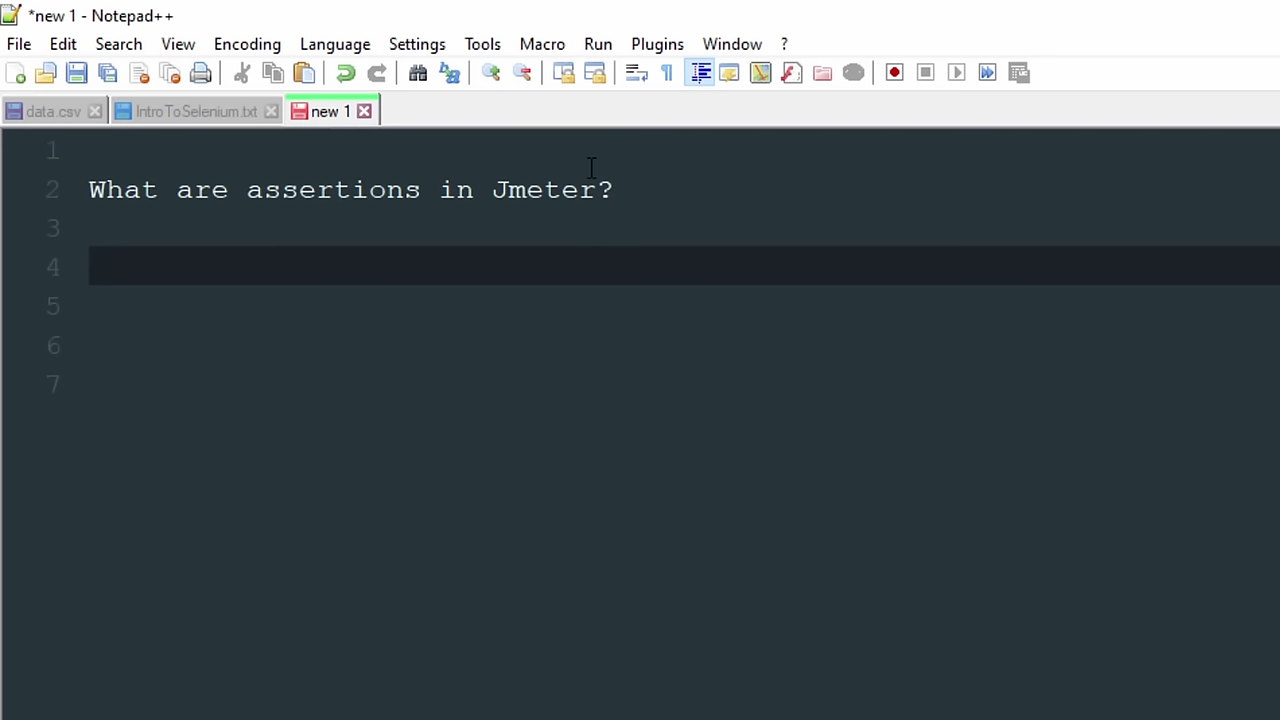 *new 1 - Notepad++
File Edit Search View Encoding Language Settings Tools Macro Run Plugins Window ?
data.csv IntroToSelenium.txt new 1
1
2 What are assertions in Jmeter?
3
4
5
6
7